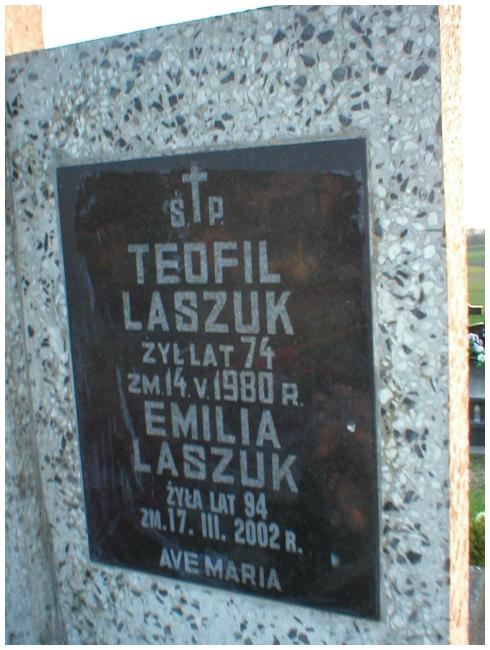 Ś P.
TEOFIL
LASZUK
ŻYŁ LAT 74
ZM. 14. V. 1980 R.
EMILIA
LASZUK
ŻYŁA LAT 94
ZM. 17. III. 2002 R.
AVE MARIA